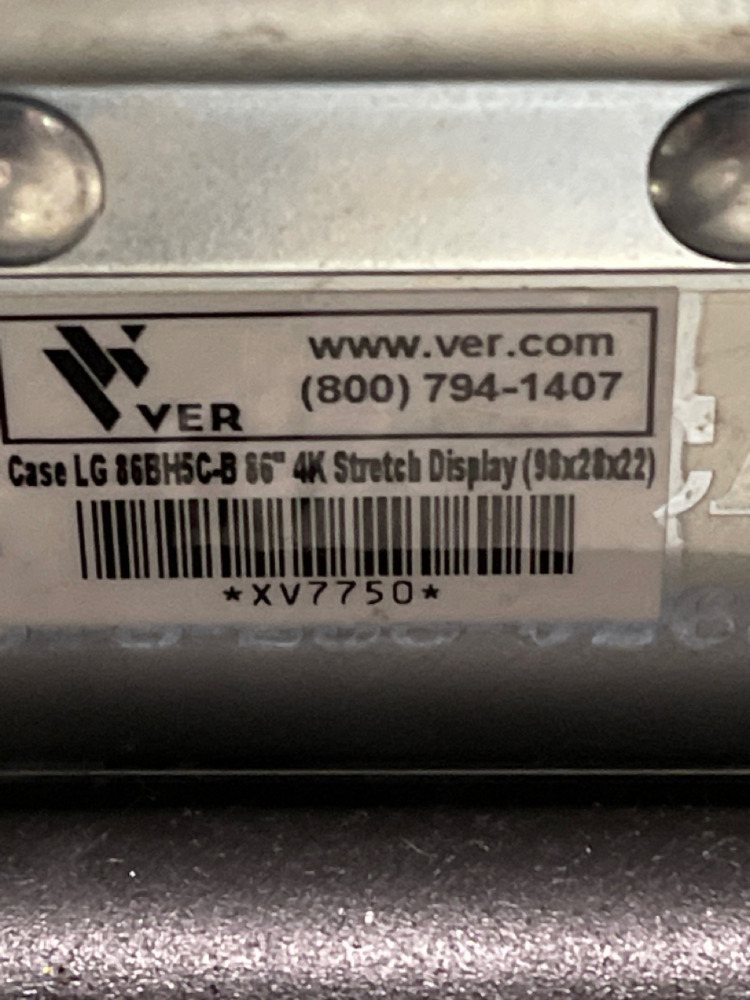 www.ver.com
(800) 794-1407
VER
Case LG 86BH5C-B 86" 4K Stretch Display (98x28x22)
*XV7750*